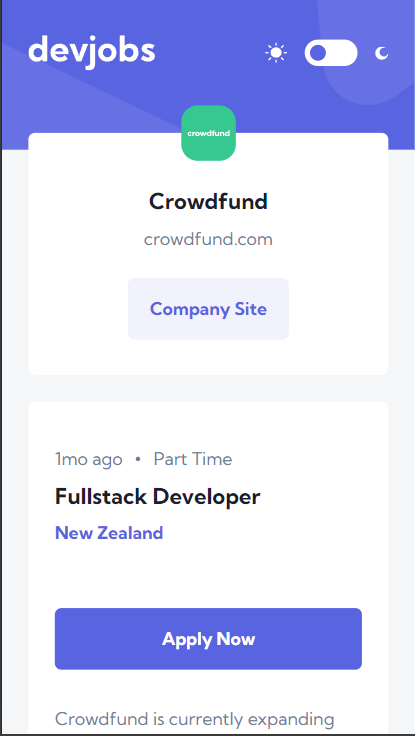 devjobs
crowdfund
Crowdfund
crowdfund.com
Company Site
1mo ago • Part Time
Fullstack Developer
New Zealand
Apply Now
Crowdfund is currently expanding